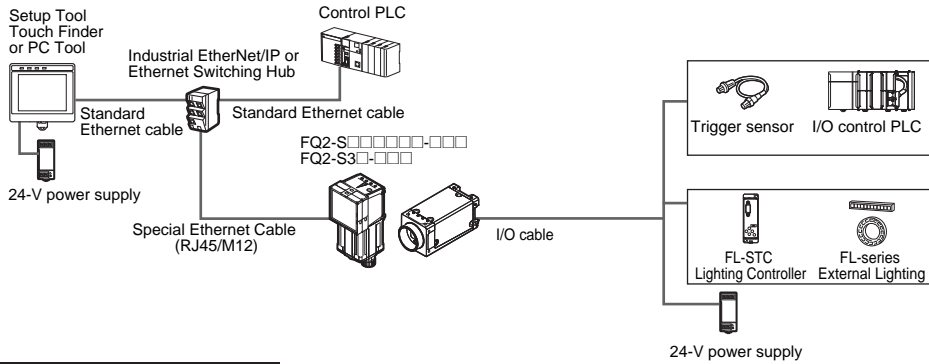 Setup Tool
Touch Finder
or PC Tool
Control PLC
Industrial EtherNet/IP or
Ethernet Switching Hub
Standard
Ethernet cable
Standard Ethernet cable
FQ2-S□□□□□□-□□□
FQ2-S3□-□□□
24-V power supply
Special Ethernet Cable
(RJ45/M12)
I/O cable
Trigger sensor
I/O control PLC
FL-STC
Lighting Controller
FL-series
External Lighting
24-V power supply